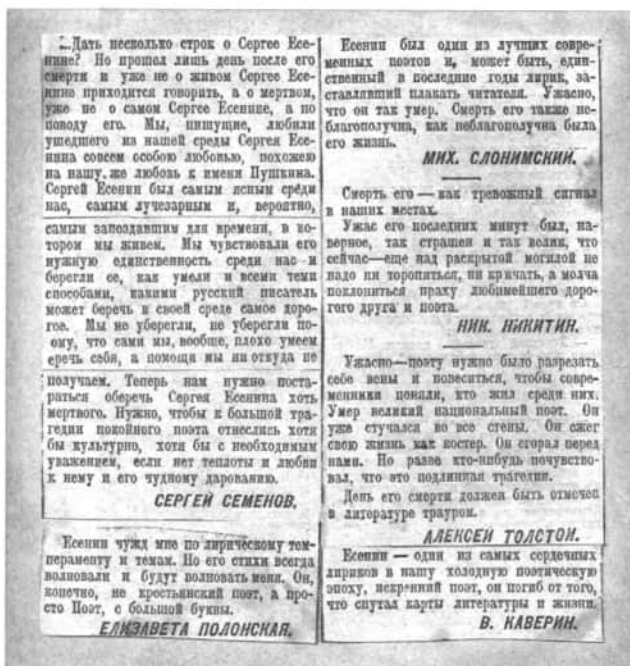 ...Дать несколько строк о Сергее Есе-
нине? Но прошел лишь день после его
смерти и уже не о живом Сергее Есе-
нине приходится говорить, а о мертвом,
уже не о самом Сергее Есенине, а по
поводу его. Мы, пишущие, любили
ушедшего из нашей среды Сергея Есе-
нина совсем особою любовью, похожею
на нашу же любовь к имени Пушкина.
Сергей Есенин был самым ясным среди
нас, самым лучезарным и, вероятно,
самым запоздавшим для времени, в ко-
тором мы живем. Мы чувствовали его
нужную единственность среди нас и
берегли ее, как умели и всеми теми
способами, какими русский писатель
может беречь в своей среде самое доро-
гое. Мы не уберегли, не уберегли по-
ому, что сами мы, вообще, плохо умеем
еречь себя, а помощи мы ни откуда не
получаем. Теперь нам нужно поста-
раться оберечь Сергея Есенина хоть
мертвого. Нужно, чтобы к большой тра-
гедии покойного поэта отнеслись хотя
бы культурно, хотя бы с необходимым
уважением, если нет теплоты и любви
к нему и его чудному дарованию.
СЕРГЕЙ СЕМЕНОВ.
Есенин чужд мне по лирическому тем-
пераменту и темам. Но его стихи всегда
волновали и будут волновать меня. Он,
конечно, не крестьянский поэт, а про-
сто Поэт, с большой буквы.
ЕЛИЗАВЕТА ПОЛОНСКАЯ.
Есенин был один из лучших совре-
менных поэтов и, может быть, един-
ственный в последние годы лирик, за-
ставлявший плакать читателя. Ужасно,
что он так умер. Смерть его также не-
благополучна, как неблагополучна была
его жизнь.
МИХ. СЛОНИМСКИЙ.
Смерть его — как тревожный сигнал
в наших местах.
Ужас его последних минут был, на-
верное, так страшен и так велик, что
сейчас—еще над раскрытой могилой не
надо ни торопиться, ни кричать, а молча
поклониться праху любимейшего доро-
гого друга и поэта.
НИК. НИКИТИН.
Ужасно—поэту нужно было разрезать
себе вены и повеситься, чтобы совре-
менники поняли, кто жил среди них.
Умер великий национальный поэт. Он
уже стучался во все стены. Он сжег
свою жизнь как костер. Он сгорал перед
нами. Но разве кто-нибудь почувство-
вал, что это подлинная трагедия.
День его смерти должен быть отмечен
в литературе трауром.
АЛЕКСЕЙ ТОЛСТОЙ.
Есенин — один из самых сердечных
лириков в нашу холодную поэтическую
эпоху, искренний поэт, он погиб от того,
что спутал карты литературы и жизни.
В. КАВЕРИН.